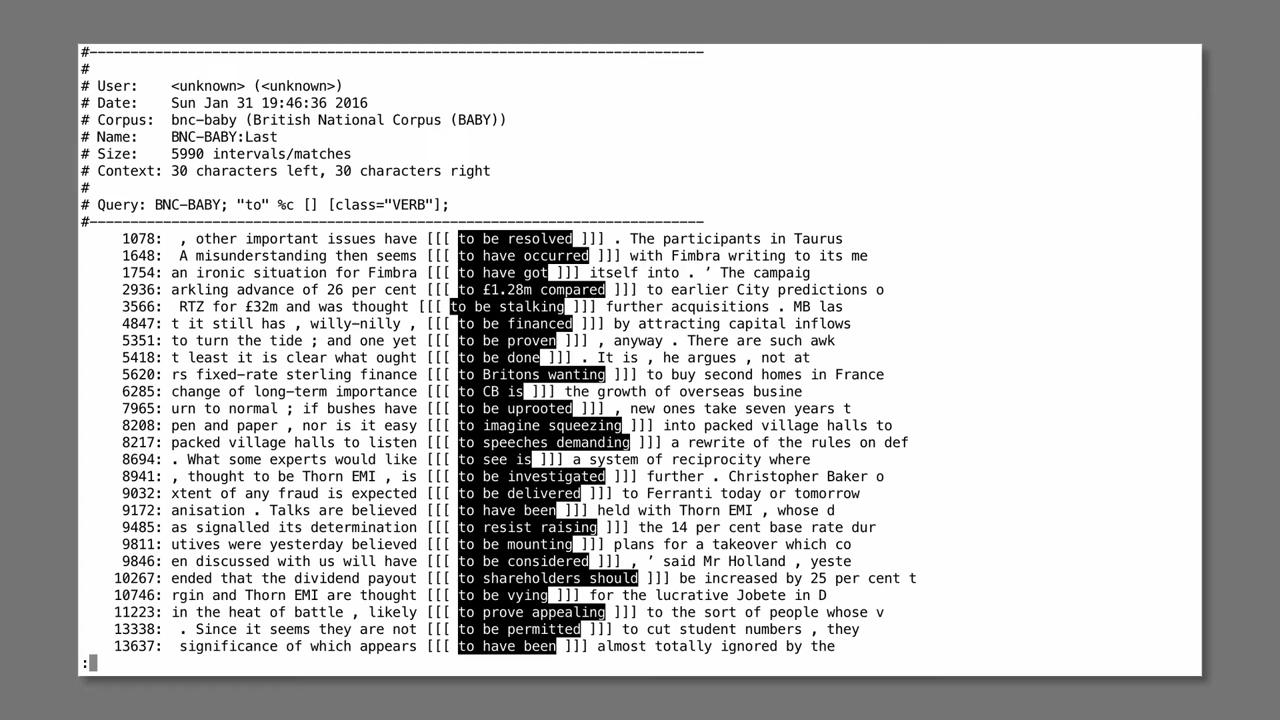 #---------------------------------------------------------------------------
#
# User:    <unknown> (<unknown>)
# Date:    Sun Jan 31 19:46:36 2016
# Corpus:  bnc-baby (British National Corpus (BABY))
# Name:    BNC-BABY:Last
# Size:    5990 intervals/matches
# Context: 30 characters left, 30 characters right
#
# Query: BNC-BABY; "to" %c [] [class="VERB"];
#---------------------------------------------------------------------------
1078:  , other important issues have [[[ to be resolved ]]] . The participants in Taurus
1648:  A misunderstanding then seems [[[ to have occurred ]]] with Fimbra writing to its me
1754: an ironic situation for Fimbra [[[ to have got ]]] itself into . ’ The campaig
2936: arkling advance of 26 per cent [[[ to £1.28m compared ]]] to earlier City predictions o
3566:  RTZ for £32m and was thought [[[ to be stalking ]]] further acquisitions . MB las
4847: t it still has , willy-nilly , [[[ to be financed ]]] by attracting capital inflows
5351: to turn the tide ; and one yet [[[ to be proven ]]] , anyway . There are such awk
5418: t least it is clear what ought [[[ to be done ]]] . It is , he argues , not at
5620: rs fixed-rate sterling finance [[[ to Britons wanting ]]] to buy second homes in France
6285: change of long-term importance [[[ to CB is ]]] the growth of overseas busine
7965: urn to normal ; if bushes have [[[ to be uprooted ]]] , new ones take seven years t
8208: pen and paper , nor is it easy [[[ to imagine squeezing ]]] into packed village halls to
8217: packed village halls to listen [[[ to speeches demanding ]]] a rewrite of the rules on def
8694: . What some experts would like [[[ to see is ]]] a system of reciprocity where
8941: , thought to be Thorn EMI , is [[[ to be investigated ]]] further . Christopher Baker o
9032: xtent of any fraud is expected [[[ to be delivered ]]] to Ferranti today or tomorrow
9172: anisation . Talks are believed [[[ to have been ]]] held with Thorn EMI , whose d
9485: as signalled its determination [[[ to resist raising ]]] the 14 per cent base rate dur
9811: utives were yesterday believed [[[ to be mounting ]]] plans for a takeover which co
9846: en discussed with us will have [[[ to be considered ]]] , ’ said Mr Holland , yeste
10267: ended that the dividend payout [[[ to shareholders should ]]] be increased by 25 per cent t
10746: rgin and Thorn EMI are thought [[[ to be vying ]]] for the lucrative Jobete in D
11223: in the heat of battle , likely [[[ to prove appealing ]]] to the sort of people whose v
13338:  . Since it seems they are not [[[ to be permitted ]]] to cut student numbers , they
13637:  significance of which appears [[[ to have been ]]] almost totally ignored by the
: